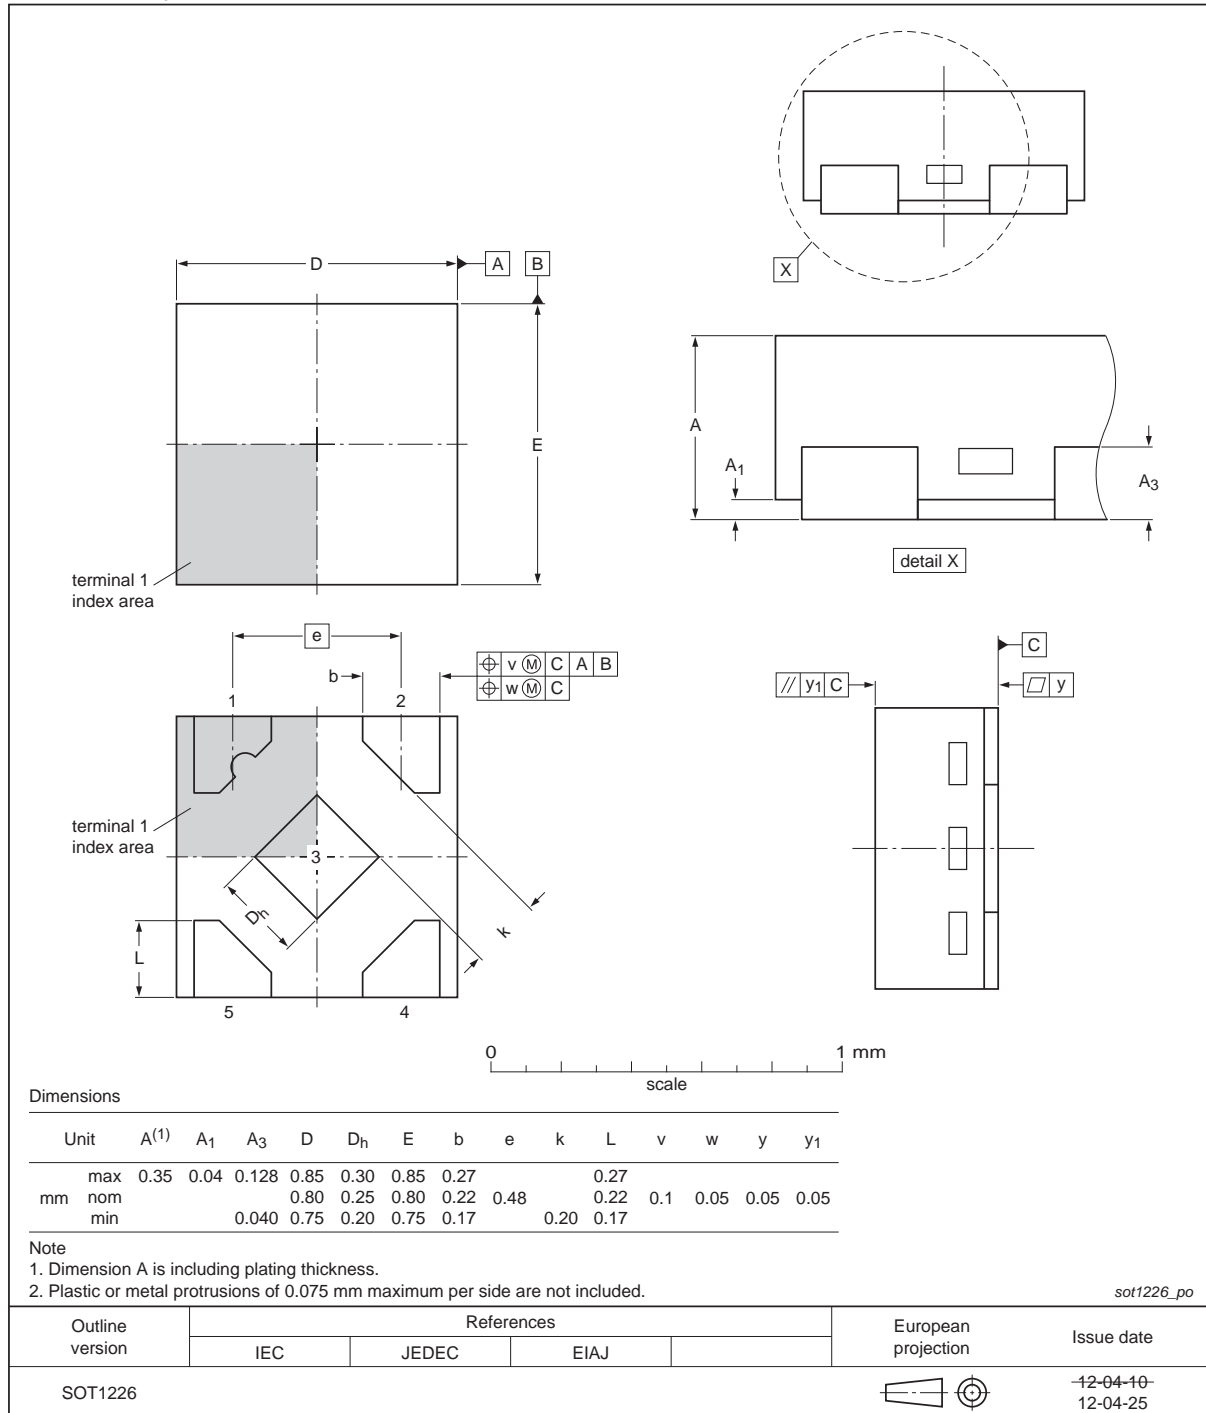 X
D A B
E
terminal 1
index area
A
A1
A3
detail X
e
b
v M C A B
w M C
1 2
terminal 1
index area
3
Dh
k
L
5 4
C
// y1 C
y
0 1 mm
scale
Dimensions
Unit A(1) A1 A3 D Dh E b e k L v w y y1
max 0.35 0.04 0.128 0.85 0.30 0.85 0.27 0.27
mm nom 0.80 0.25 0.80 0.22 0.48 0.22 0.1 0.05 0.05 0.05
min 0.040 0.75 0.20 0.75 0.17 0.20 0.17
Note
1. Dimension A is including plating thickness.
2. Plastic or metal protrusions of 0.075 mm maximum per side are not included.
sot1226_po
Outline
version
References
IEC JEDEC EIAJ
European
projection
Issue date
SOT1226
12-04-10
12-04-25